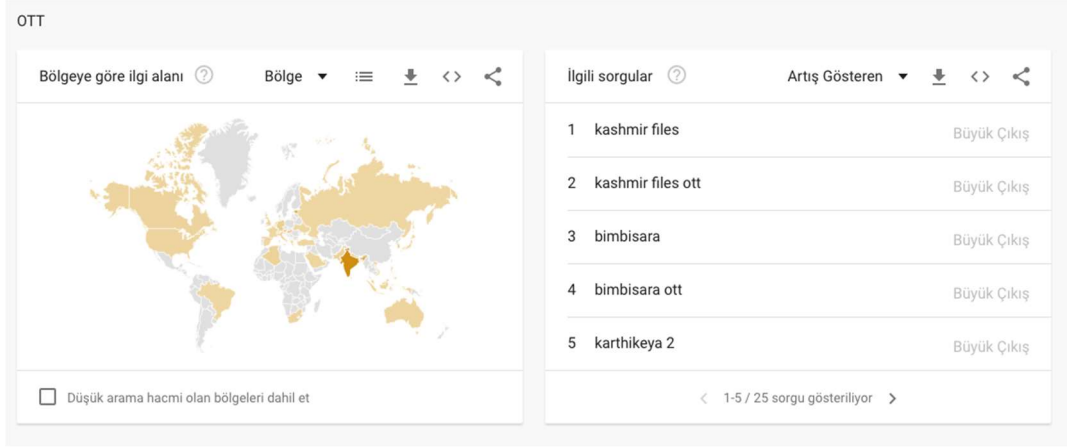 OTT
Bölgeye göre ilgi alanı
Bölge
Düşük arama hacmi olan bölgeleri dahil et
İlgili sorgular
Artış Gösteren
1 kashmir files Büyük Çıkış
2 kashmir files ott Büyük Çıkış
3 bimbisara Büyük Çıkış
4 bimbisara ott Büyük Çıkış
5 karthikeya 2 Büyük Çıkış
1-5 / 25 sorgu gösteriliyor